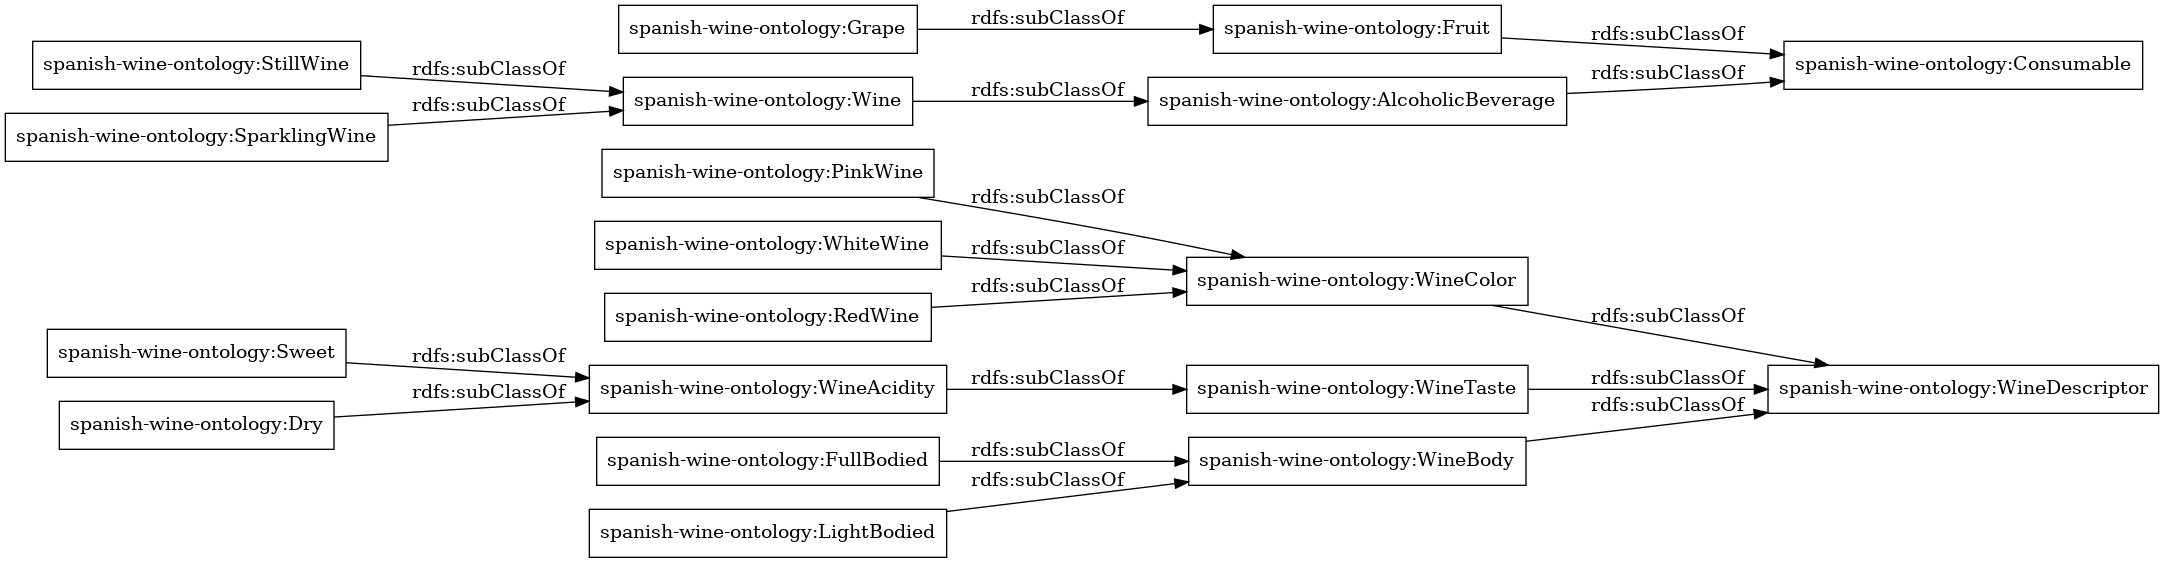 spanish-wine-ontology:Grape
rdfs:subClassOf
spanish-wine-ontology:Fruit
rdfs:subClassOf
spanish-wine-ontology:StillWine
rdfs:subClassOf
spanish-wine-ontology:Consumable
spanish-wine-ontology:Wine
rdfs:subClassOf
spanish-wine-ontology:AlcoholicBeverage
rdfs:subClassOf
rdfs:subClassOf
spanish-wine-ontology:SparklingWine
spanish-wine-ontology:PinkWine
rdfs:subClassOf
spanish-wine-ontology:WhiteWine
rdfs:subClassOf
spanish-wine-ontology:WineColor
rdfs:subClassOf
spanish-wine-ontology:RedWine
rdfs:subClassOf
spanish-wine-ontology:Sweet
rdfs:subClassOf
spanish-wine-ontology:WineAcidity
rdfs:subClassOf
spanish-wine-ontology:WineTaste
rdfs:subClassOf
spanish-wine-ontology:WineDescriptor
rdfs:subClassOf
spanish-wine-ontology:Dry
rdfs:subClassOf
spanish-wine-ontology:FullBodied
rdfs:subClassOf
spanish-wine-ontology:WineBody
rdfs:subClassOf
spanish-wine-ontology:LightBodied